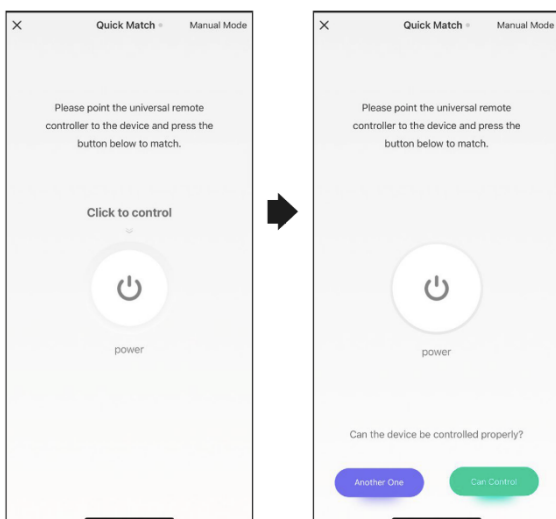 Quick Match
Manual Mode
Please point the universal remote
controller to the device and press the
button below to match.
Click to control
power
Quick Match
Manual Mode
Please point the universal remote
controller to the device and press the
button below to match.
power
Can the device be controlled properly?
Another One
Can Control